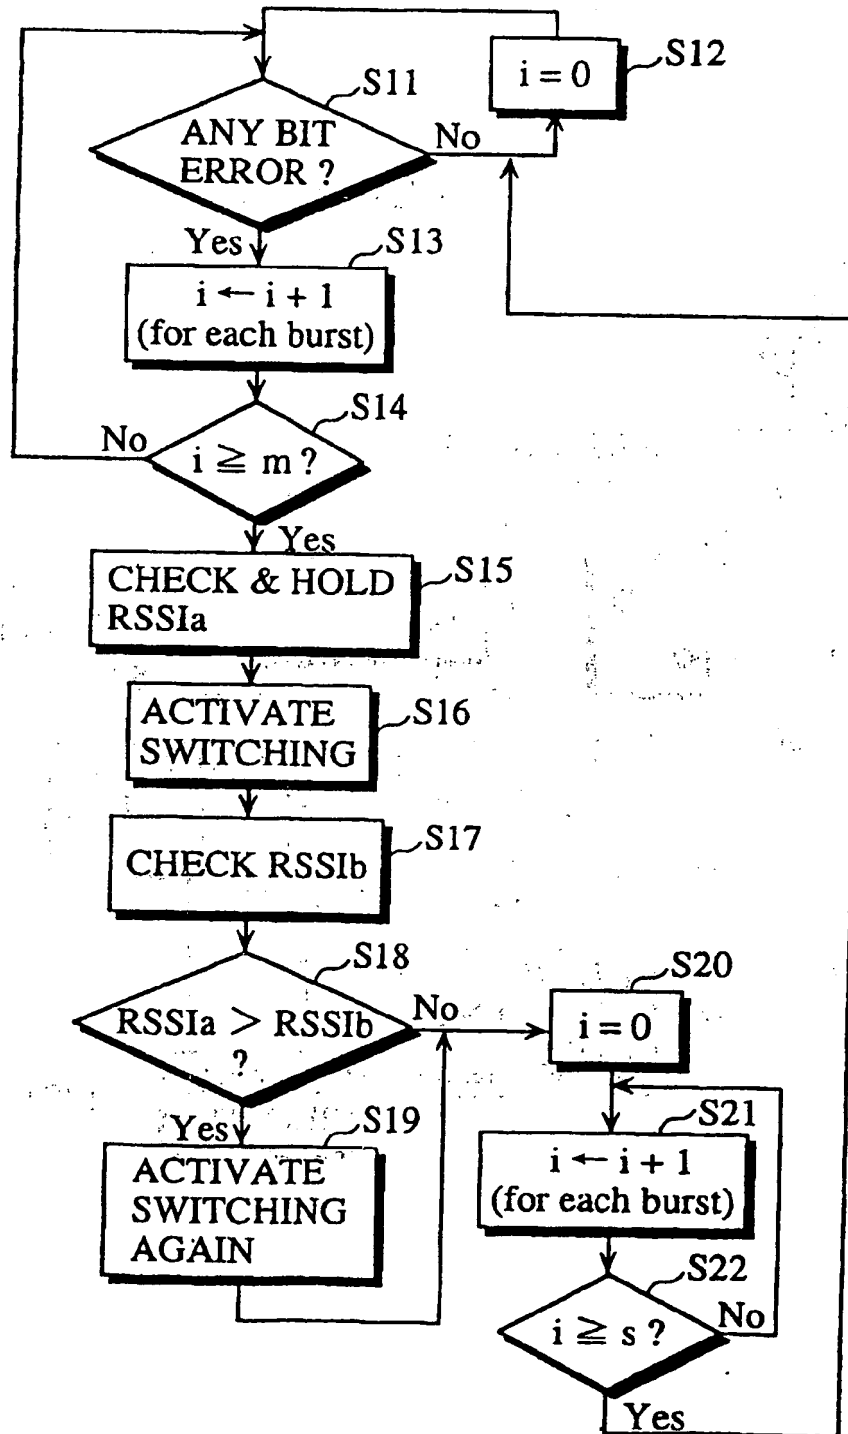 i = 0
S12
S11
ANY BIT
ERROR ?
No
Yes
S13
i ← i + 1
(for each burst)
S14
No
i ≧ m ?
Yes
S15
CHECK & HOLD
RSSIa
S16
ACTIVATE
SWITCHING
S17
CHECK RSSIb
S18
RSSIa > RSSIb
?
No
S20
i = 0
Yes
S19
ACTIVATE
SWITCHING
AGAIN
S21
i ← i + 1
(for each burst)
S22
i ≧ s ?
No
Yes